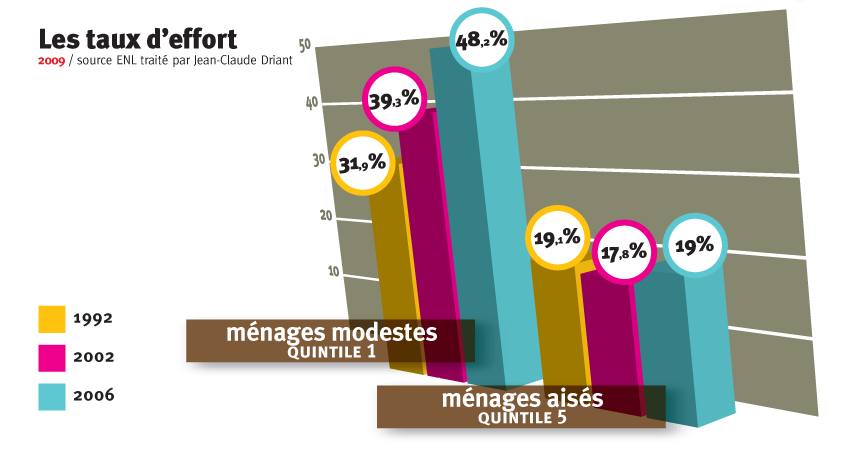 Les taux d'effort
2009 / source ENL traité par Jean-Claude Driant
50
40
30
20
10
31,9%
39,3%
48,2%
19,1%
17,8%
19%
ménages modestes
QUINTILE 1
ménages aisés
QUINTILE 5
1992
2002
2006